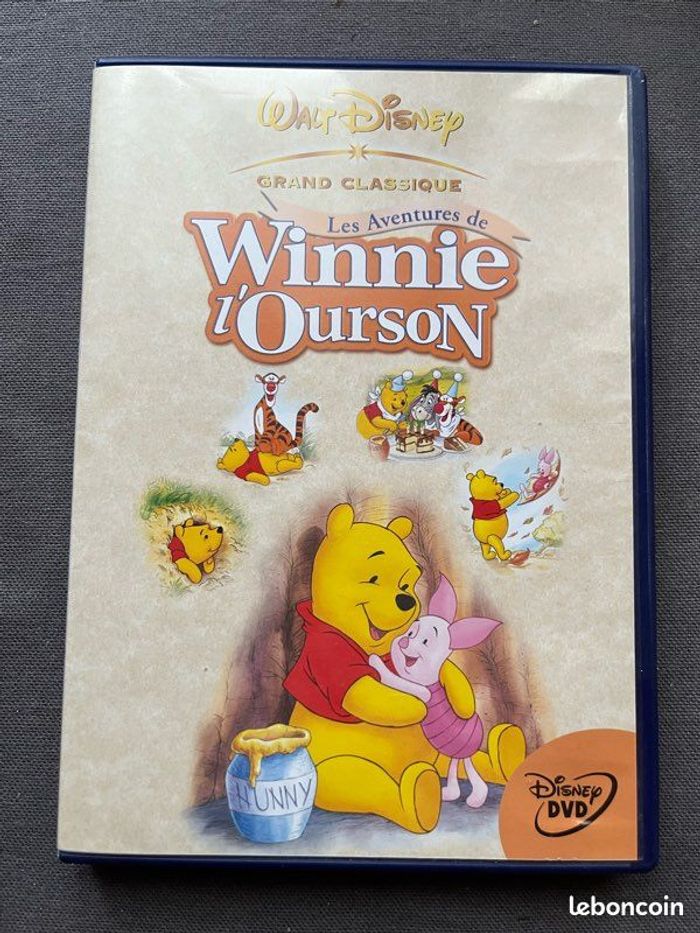 WALT DISNEY
GRAND CLASSIQUE
Les Aventures de
Winnie
l'Ourson
HUNNY
DISNEY
DVD
leboncoin